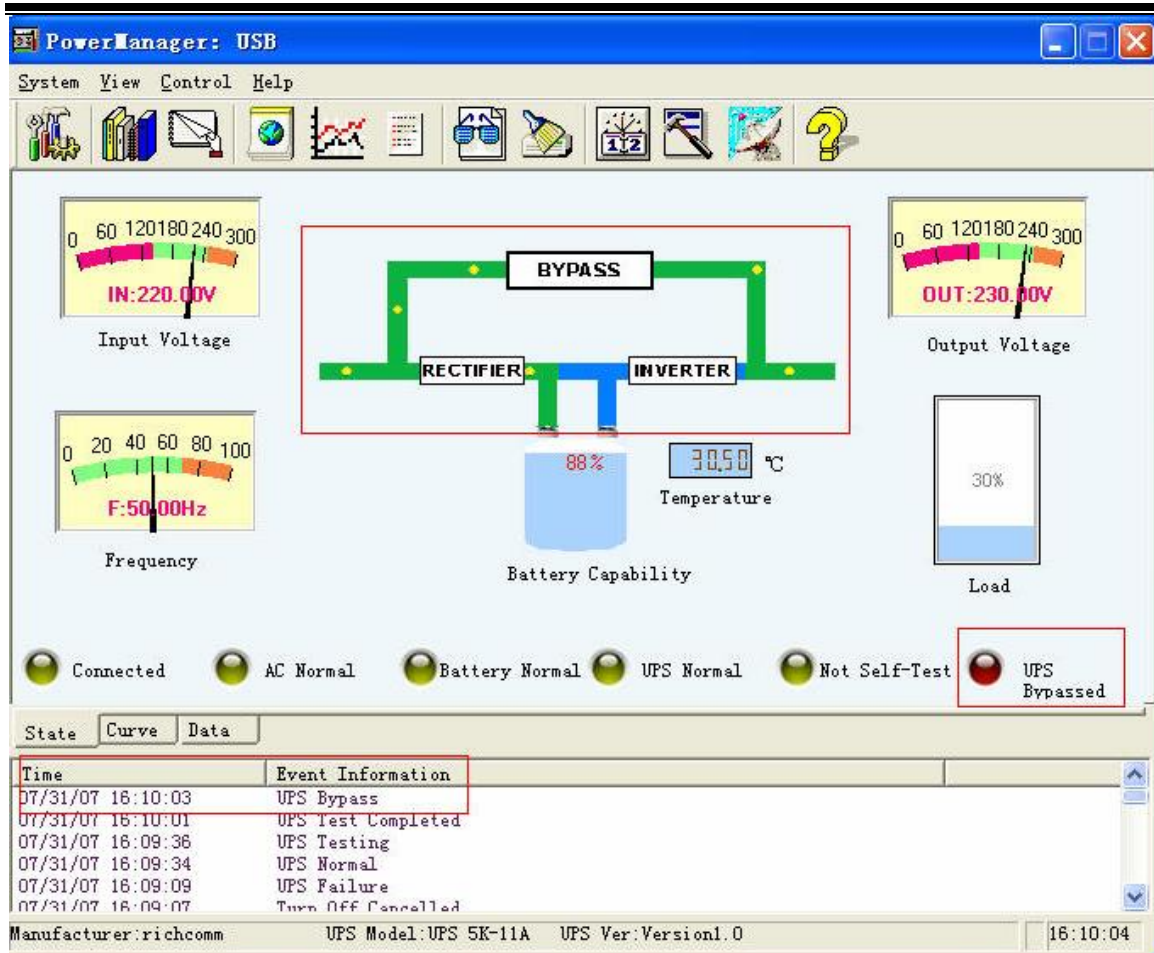 PowerManager: USB
System View Control Help
0 60 120 180 240 300
IN:220.00V
Input Voltage
BYPASS
RECTIFIER
INVERTER
0 60 120 180 240 300
OUT:230.00V
Output Voltage
0 20 40 60 80 100
F:50.00Hz
Frequency
88%
30.50 ℃
Temperature
Battery Capability
30%
Load
Connected
AC Normal
Battery Normal
UPS Normal
Not Self-Test
UPS
Bypassed
State Curve Data
Time Event Information
07/31/07 16:10:03 UPS Bypass
07/31/07 16:10:01 UPS Test Completed
07/31/07 16:09:36 UPS Testing
07/31/07 16:09:34 UPS Normal
07/31/07 16:09:09 UPS Failure
07/31/07 16:09:07 Turn Off Cancelled
Manufacturer:richcomm UPS Model:UPS 5K-11A UPS Ver:Version1.0 16:10:04